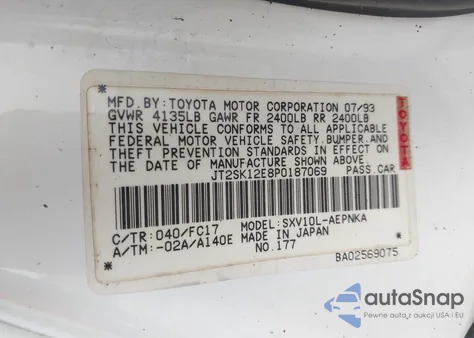 MFD.BY:TOYOTA MOTOR CORPORATION 07/93
GVWR 4135LB GAWR FR 2400LB RR 2400LB
THIS VEHICLE CONFORMS TO ALL APPLICABLE
FEDERAL MOTOR VEHICLE SAFETY,BUMPER,AND
THEFT PREVENTION STANDARDS IN EFFECT ON
THE DATE OF MANUFACTURE SHOWN ABOVE.
JT2SK12E8P0187069 PASS.CAR
TOYOTA
C/TR:040/FC17 MODEL:SXV10L-AEPNKA
A/TM:-02A/A140E MADE IN JAPAN
NO.177
BA02569075
autoSnap
Pewne auta z aukcji USA i EU